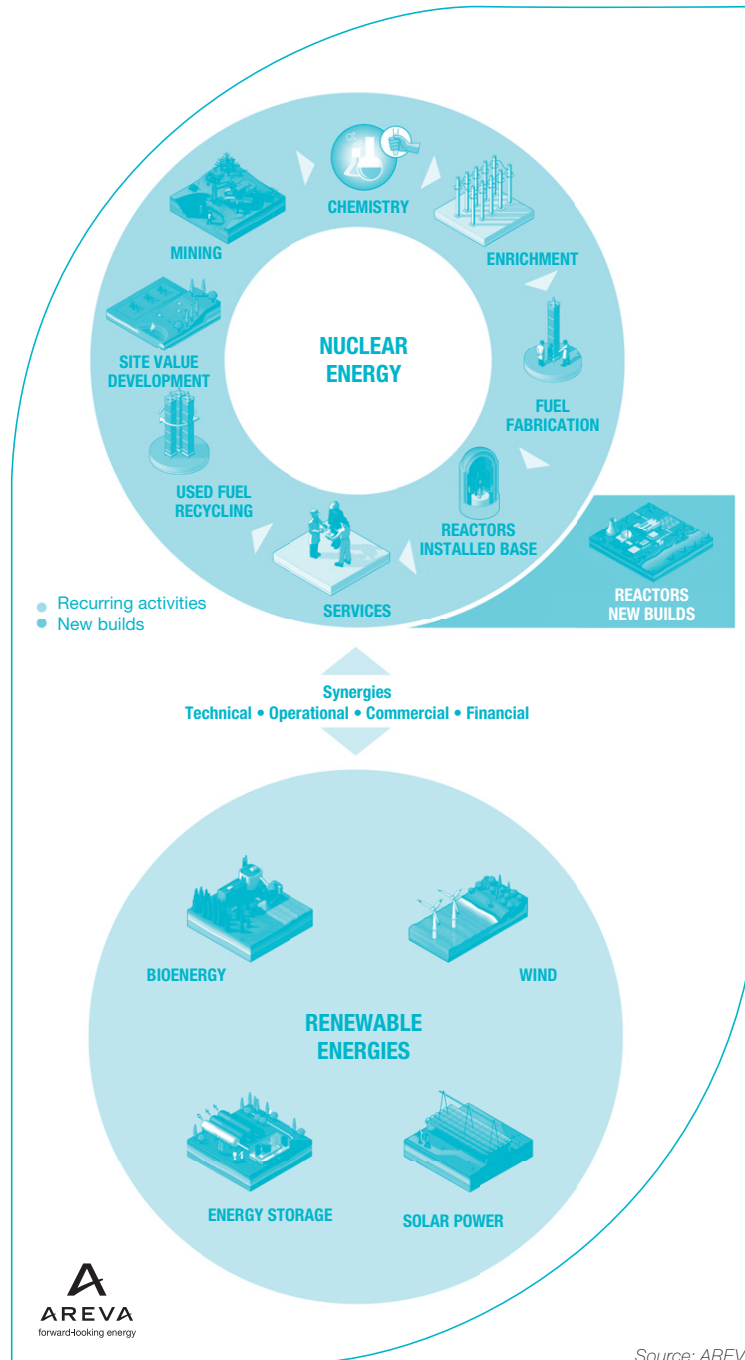 CHEMISTRY
MINING
ENRICHMENT
NUCLEAR
ENERGY
SITE VALUE
DEVELOPMENT
FUEL
FABRICATION
USED FUEL
RECYCLING
REACTORS
INSTALLED BASE
SERVICES
REACTORS
NEW BUILDS
Recurring activities
New builds
Synergies
Technical • Operational • Commercial • Financial
BIOENERGY
WIND
RENEWABLE
ENERGIES
ENERGY STORAGE
SOLAR POWER
AREVA
forward-looking energy
Source: AREV